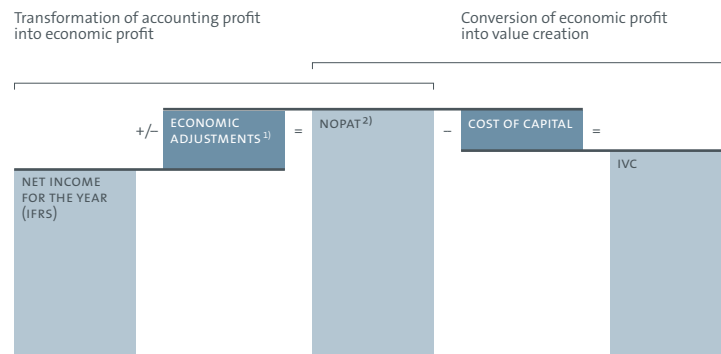 Transformation of accounting profit
into economic profit
Conversion of economic profit
into value creation
+/–
ECONOMIC
ADJUSTMENTS 1)
=
NOPAT 2)
–
COST OF CAPITAL
=
IVC
NET INCOME
FOR THE YEAR
(IFRS)